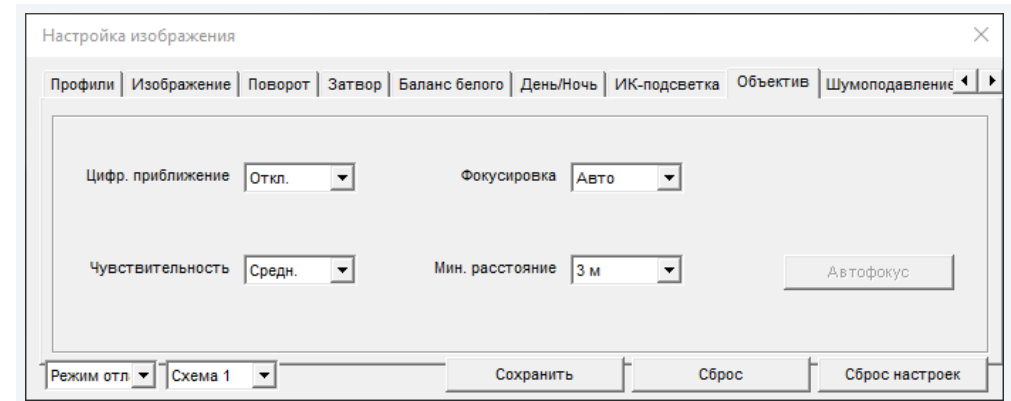 Настройка изображения
Профили Изображение Поворот Затвор Баланс белого День/Ночь ИК-подсветка Объектив Шумоподавление
Цифр. приближение Откл. Фокусировка Авто
Чувствительность Средн. Мин. расстояние 3 м Автофокус
Режим отл Схема 1 Сохранить Сброс Сброс настроек